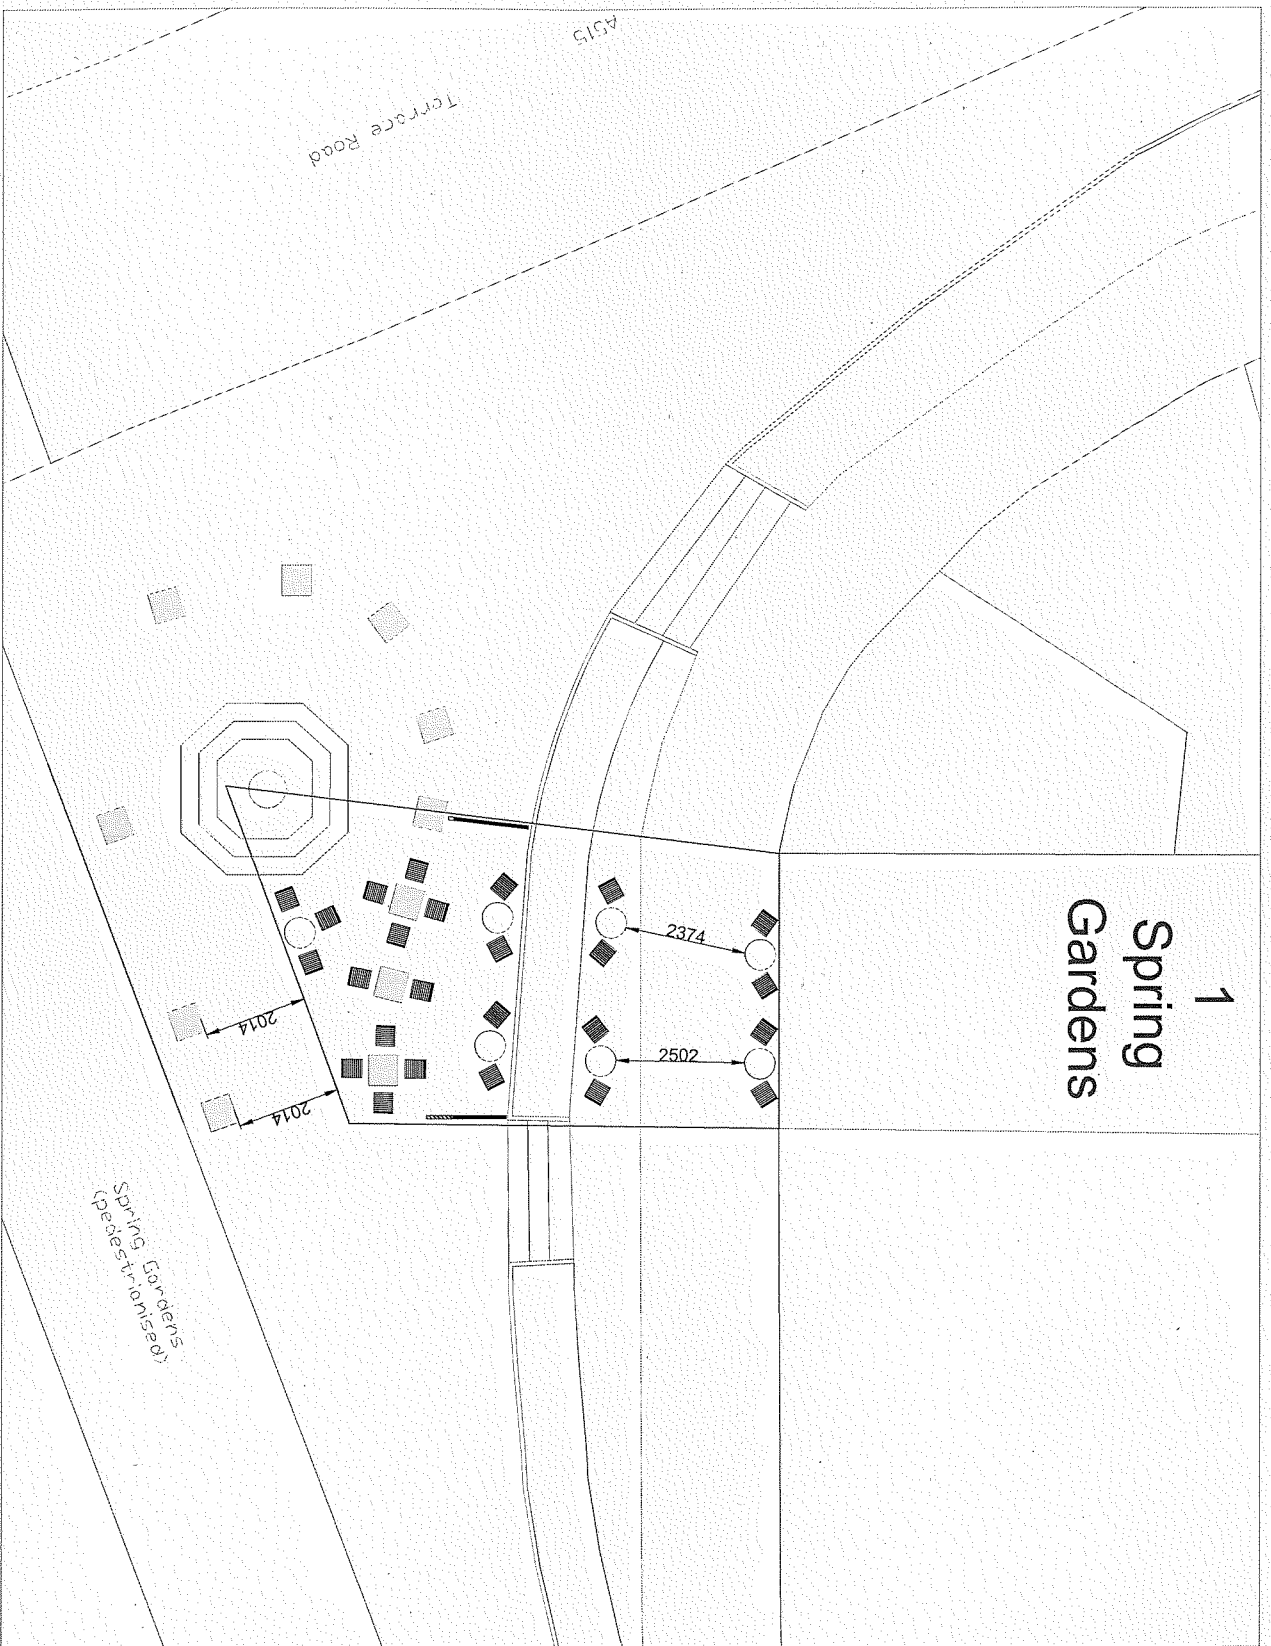 A515
Terrace Road
1
Spring
Gardens
2374
2502
2014
2014
Spring Gardens
(pedestrianised)